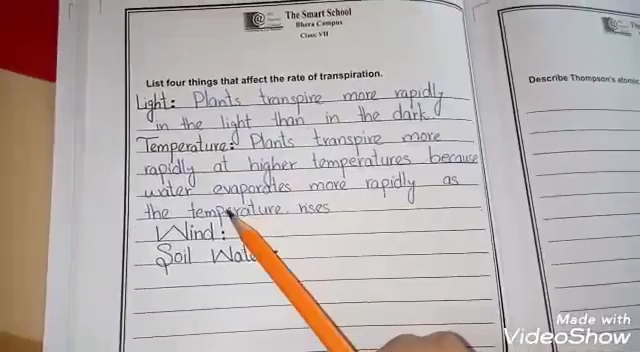 The Smart School
Bhera Campus
Class: VII
List four things that affect the rate of transpiration.
Light: Plants transpire more rapidly
in the light than in the dark.
Temperature: Plants transpire more
rapidly at higher temperatures because
water evaporates more rapidly as
the temperature rises
Wind:
Soil
Describe Thompson's atomic
Made with
VideoShow